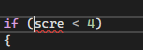 if (scre < 4)
{